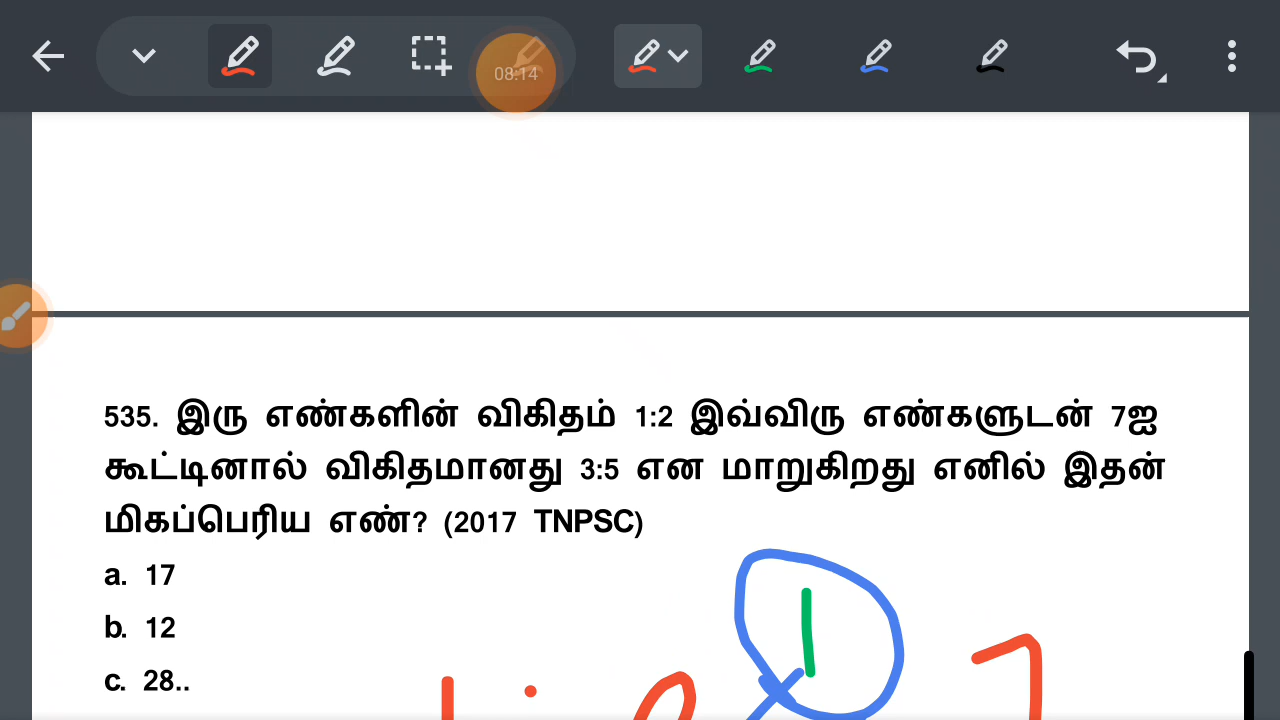 08:14
535. இரு எண்களின் விகிதம் 1:2 இவ்விரு எண்களுடன் 7ஐ
கூட்டினால் விகிதமானது 3:5 என மாறுகிறது எனில் இதன்
மிகப்பெரிய எண்? (2017 TNPSC)
a. 17
b. 12
1
c. 28..